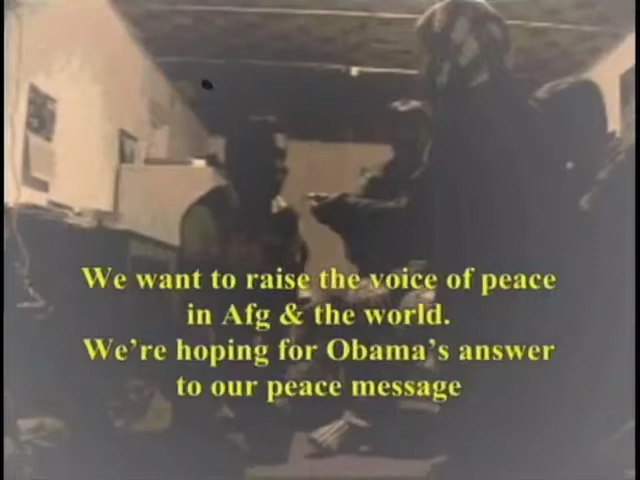 We want to raise the voice of peace
in Afg & the world.
We're hoping for Obama's answer
to our peace message